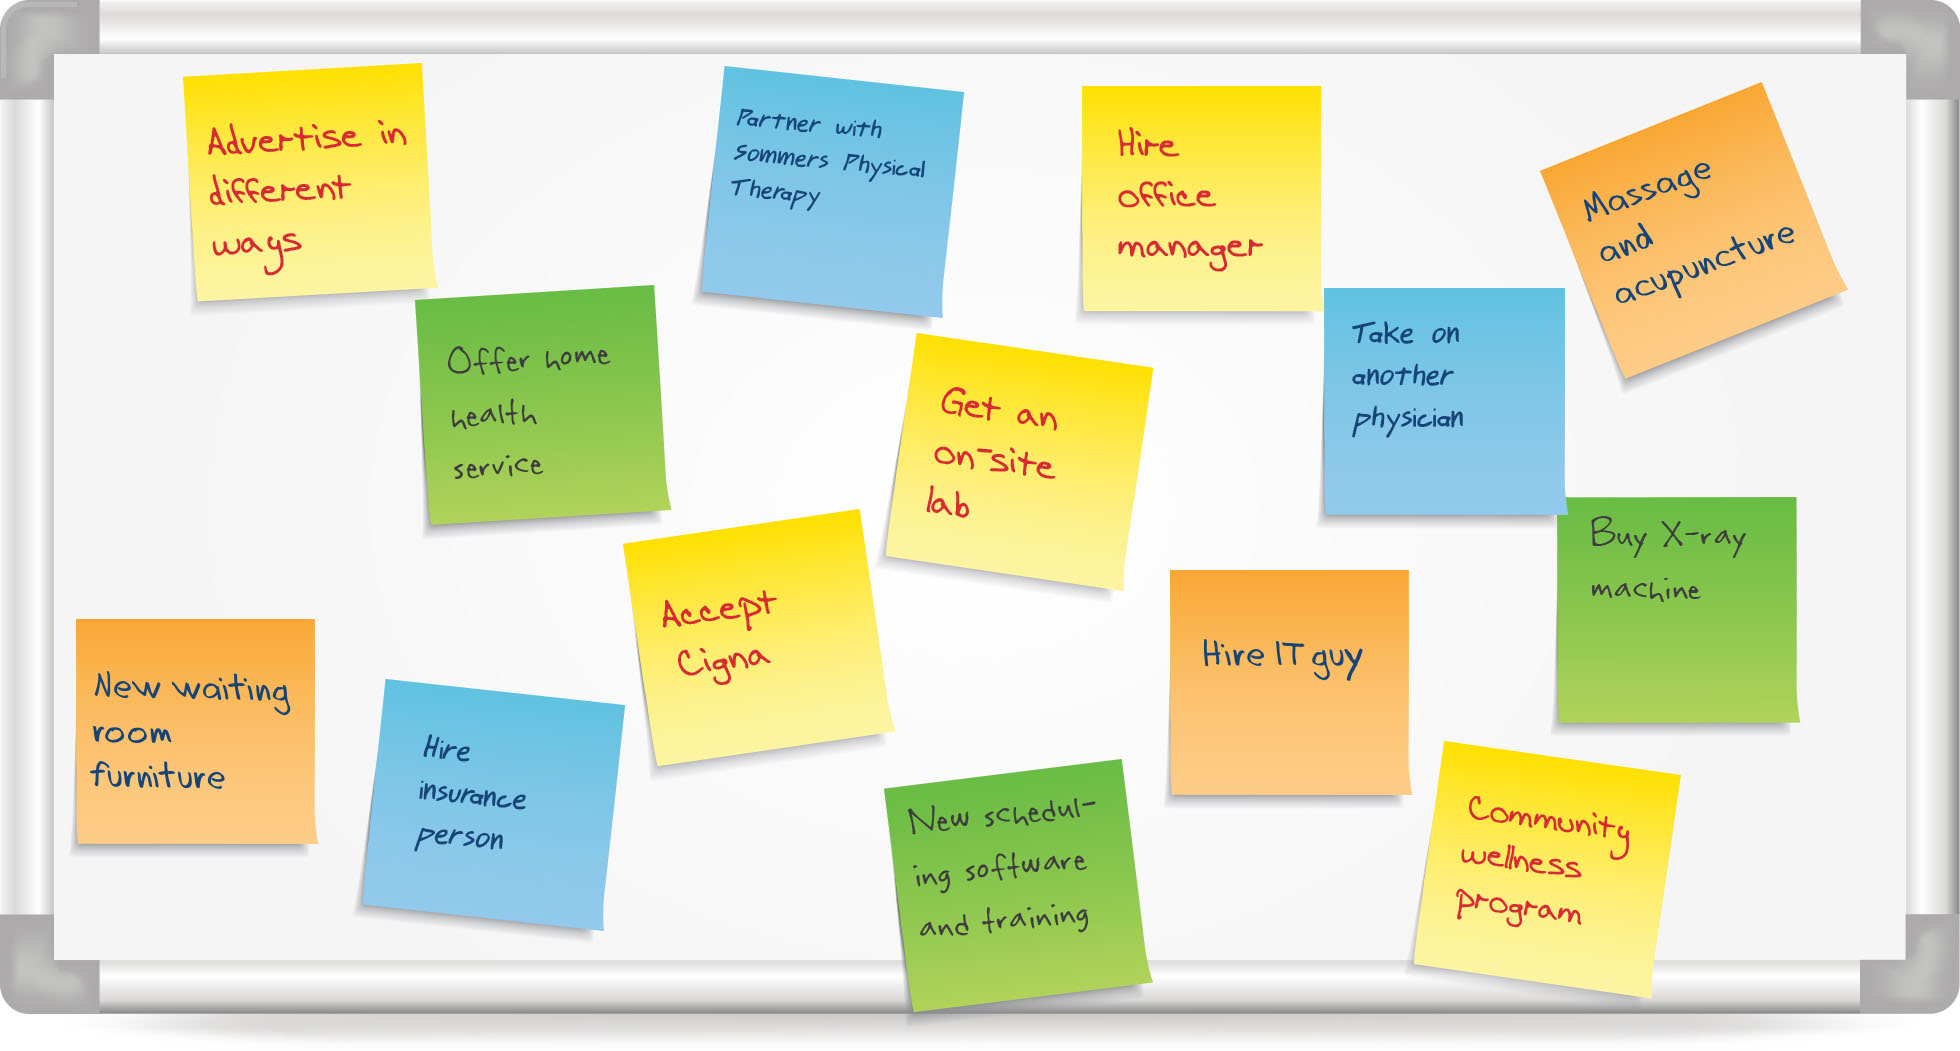 Advertise in
different
ways
Partner with
Sommers Physical
Therapy
Hire
office
manager
Massage
and
acupuncture
Offer home
health
service
Get an
on-site
lab
Take on
another
physician
Buy X-ray
machine
Accept
Cigna
Hire IT guy
New waiting
room
furniture
Hire
insurance
person
New schedul-
ing software
and training
Community
wellness
program